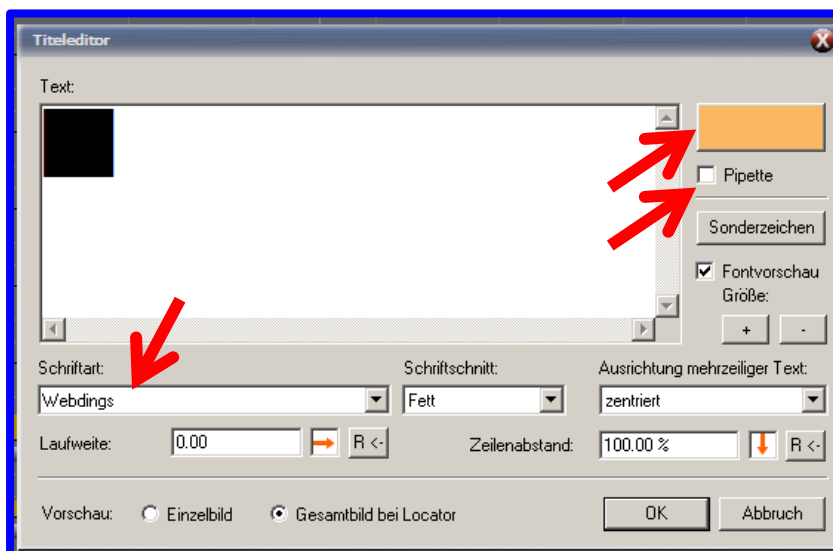 Titeleditor
Text:
Pipette
Sonderzeichen
Fontvorschau
Größe:
+ -
Schriftart: Schriftschnitt: Ausrichtung mehrzeiliger Text:
Webdings Fett zentriert
Laufweite: 0.00 R <- Zeilenabstand: 100.00 % R <-
Vorschau: Einzelbild Gesamtbild bei Locator OK Abbruch